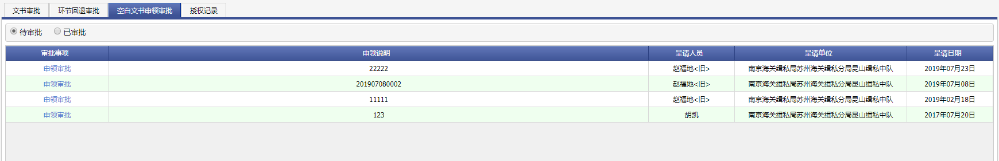 文书审批 环节回退审批 空白文书申领审批 授权记录
待审批 已审批
审批事项 申领说明 呈请人员 呈请单位 呈请日期
申领审批 22222 赵福地<旧> 南京海关缉私局苏州海关缉私分局昆山缉私中队 2019年07月23日
申领审批 201907080002 赵福地<旧> 南京海关缉私局苏州海关缉私分局昆山缉私中队 2019年07月08日
申领审批 11111 赵福地<旧> 南京海关缉私局苏州海关缉私分局昆山缉私中队 2019年02月18日
申领审批 123 胡凯 南京海关缉私局苏州海关缉私分局昆山缉私中队 2017年07月20日